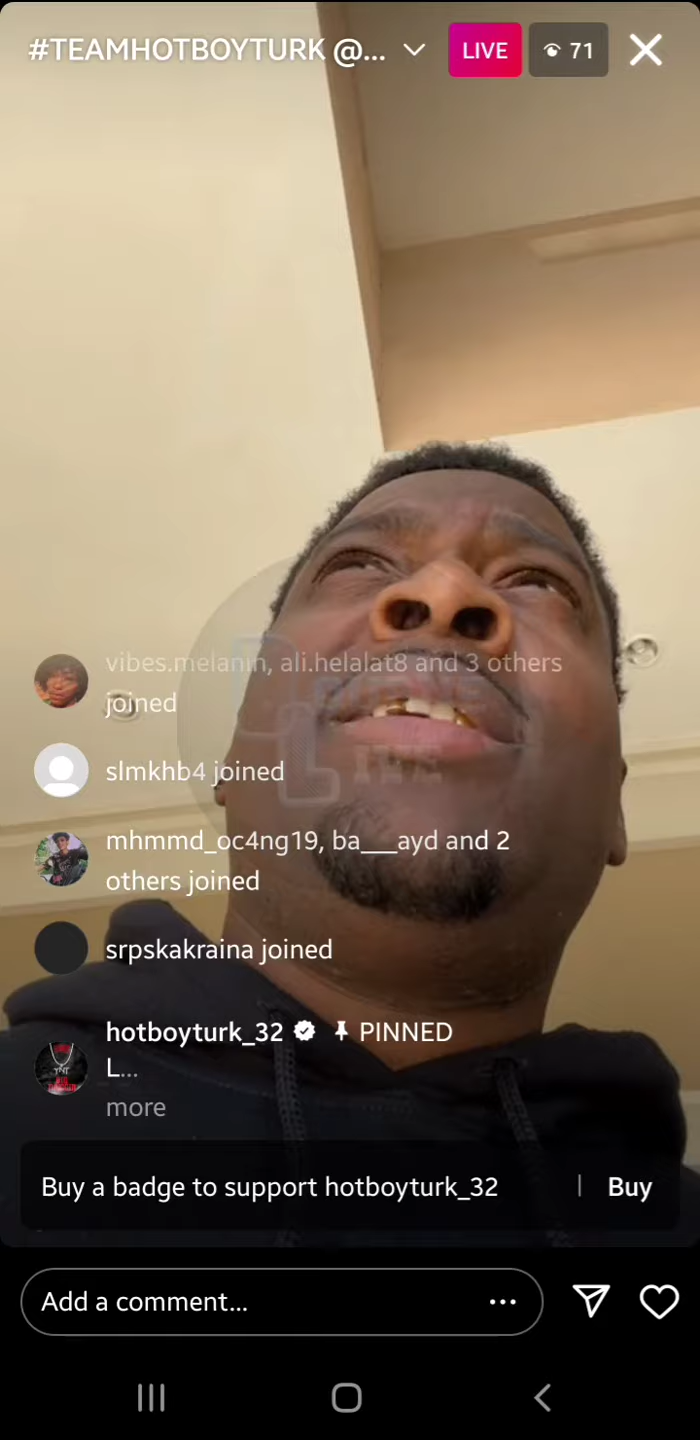 #TEAMHOTBOYTURK @...
LIVE
71
vibes.melanin, ali.helalat8 and 3 others
joined
slmkhb4 joined
mhmmd_oc4ng19, ba___ayd and 2
others joined
srpskakraina joined
hotboyturk_32 PINNED
L...
more
Buy a badge to support hotboyturk_32 | Buy
Add a comment...